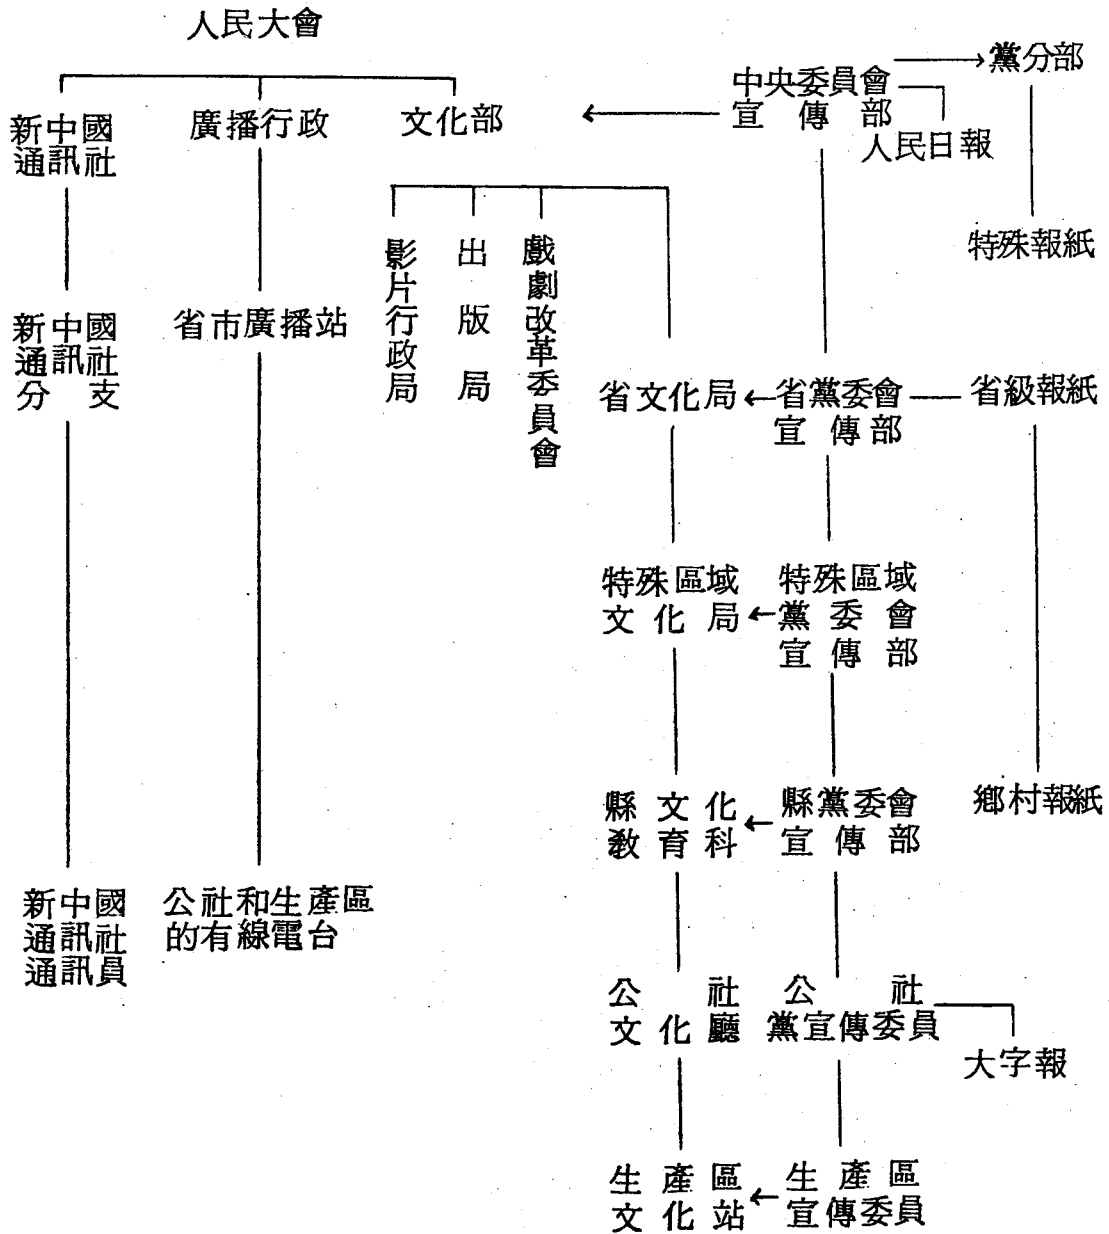 人民大會
新中國
通訊社
廣播行政
文化部
中央委員會
宣傳部
黨分部
人民日報
特殊報紙
影片行政局
出版局
戲劇改革委員會
新中國
通訊社
分支
省市廣播站
省文化局
省黨委會
宣傳部
省級報紙
特殊區域
文化局
特殊區域
黨委會
宣傳部
縣文化
教育科
縣黨委會
宣傳部
鄉村報紙
新中國
通訊社
通訊員
公社和生產區
的有線電台
公社
文化廳
公社
黨宣傳委員
大字報
生產區
文化站
生產區
宣傳委員